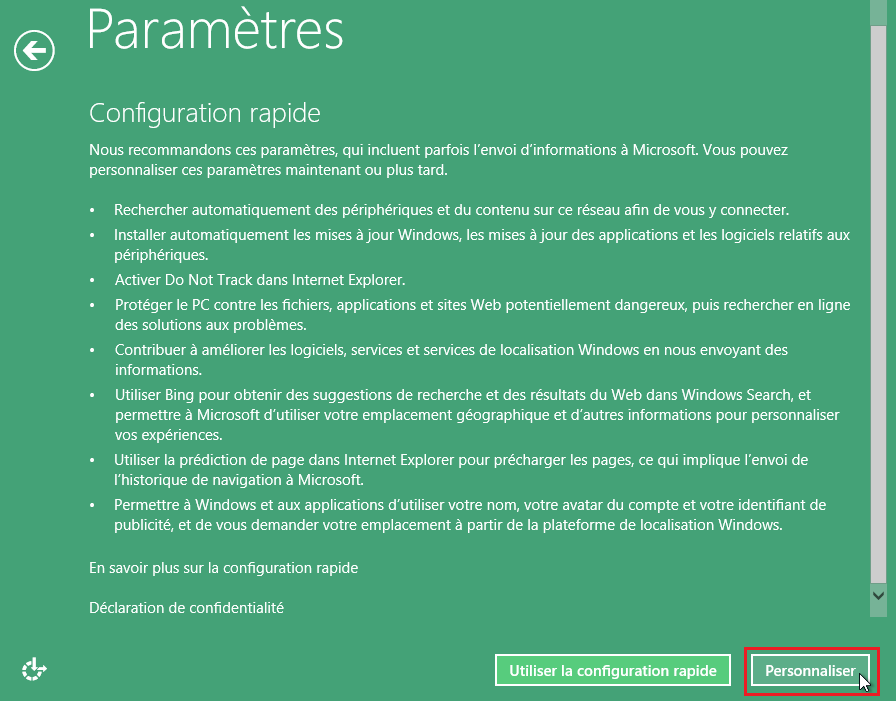 Paramètres
Configuration rapide
Nous recommandons ces paramètres, qui incluent parfois l'envoi d'informations à Microsoft. Vous pouvez
personnaliser ces paramètres maintenant ou plus tard.
• Rechercher automatiquement des périphériques et du contenu sur ce réseau afin de vous y connecter.
• Installer automatiquement les mises à jour Windows, les mises à jour des applications et les logiciels relatifs aux
périphériques.
• Activer Do Not Track dans Internet Explorer.
• Protéger le PC contre les fichiers, applications et sites Web potentiellement dangereux, puis rechercher en ligne
des solutions aux problèmes.
• Contribuer à améliorer les logiciels, services et services de localisation Windows en nous envoyant des
informations.
• Utiliser Bing pour obtenir des suggestions de recherche et des résultats du Web dans Windows Search, et
permettre à Microsoft d'utiliser votre emplacement géographique et d'autres informations pour personnaliser
vos expériences.
• Utiliser la prédiction de page dans Internet Explorer pour précharger les pages, ce qui implique l'envoi de
l'historique de navigation à Microsoft.
• Permettre à Windows et aux applications d'utiliser votre nom, votre avatar du compte et votre identifiant de
publicité, et de vous demander votre emplacement à partir de la plateforme de localisation Windows.
En savoir plus sur la configuration rapide
Déclaration de confidentialité
Utiliser la configuration rapide
Personnaliser